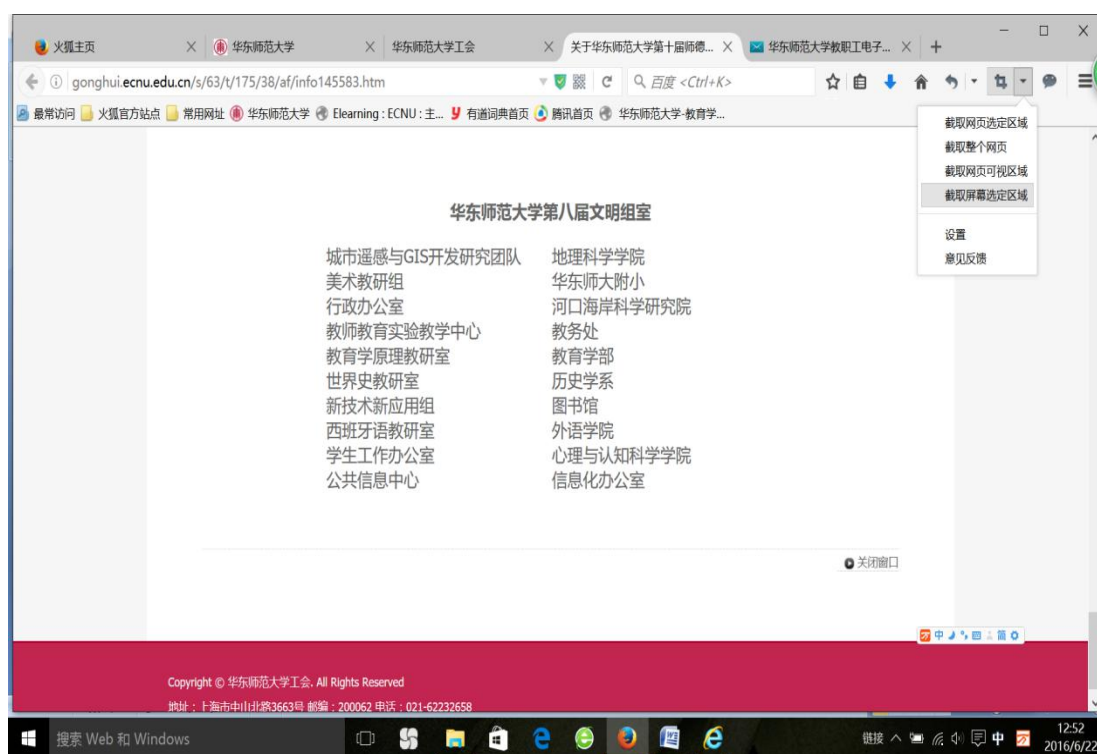 火狐主页 华东师范大学 华东师范大学工会 关于华东师范大学第十届师德... 华东师范大学教职工电子...
gonghui.ecnu.edu.cn/s/63/t/175/38/af/info145583.htm 百度 <Ctrl+K>
最常访问 火狐官方站点 常用网址 华东师范大学 Elearning : ECNU : 主... 有道词典首页 腾讯首页 华东师范大学-教育学...
截取网页选定区域
截取整个网页
截取网页可视区域
截取屏幕选定区域
设置
意见反馈
华东师范大学第八届文明组室
城市遥感与GIS开发研究团队 地理科学学院
美术教研组 华东师大附小
行政办公室 河口海岸科学研究院
教师教育实验教学中心 教务处
教育学原理教研室 教育学部
世界史教研室 历史学系
新技术新应用组 图书馆
西班牙语教研室 外语学院
学生工作办公室 心理与认知科学学院
公共信息中心 信息化办公室
关闭窗口
中 简
Copyright © 华东师范大学工会. All Rights Reserved
地址：上海市中山北路3663号 邮编：200062 电话：021-62232658
搜索 Web 和 Windows 链接 中 12:52
2016/6/22